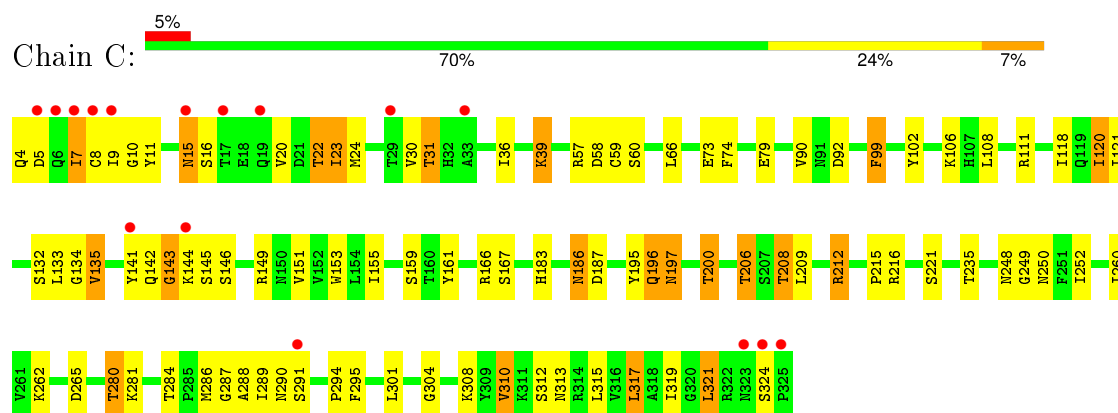 5%
Chain C:
70% 24% 7%
Q4 D5 Q6 I7 C8 I9 G10 Y11 N15 S16 T17 E18 Q19 V20 D21 T22 I23 M24 T29 V30 T31 H32 A33 I36 K39 R57 D58 C59 S60 L66 E73 F74 E79 V90 N91 D92 F99 Y102 K106 H107 L108 R111 I118 Q119 I120
S132 L133 G134 V135 Y141 Q142 G143 K144 S145 S146 R149 N150 V151 V152 W153 L154 I155 S159 T160 Y161 R166 S167 H183 N186 D187 Y195 Q196 N197 T200 T206 S207 T208 L209 R212 P215 R216 S221 T235 N248 G249 N250 F251 I252
V261 K262 D265 T280 K281 T284 P285 M286 G287 A288 I289 N290 S291 P294 F295 L301 G304 K308 Y309 V310 K311 S312 N313 R314 L315 V316 L317 A318 I319 G320 L321 R322 N323 S324 P325